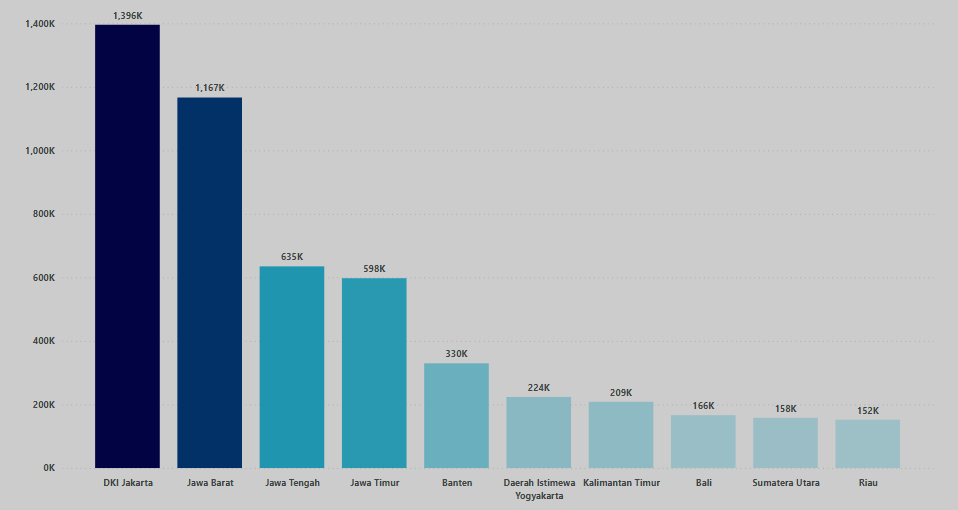 1,400K
1,200K
1,000K
800K
600K
400K
200K
0K
1,396K
1,167K
635K
598K
330K
224K
209K
166K
158K
152K
DKI Jakarta
Jawa Barat
Jawa Tengah
Jawa Timur
Banten
Daerah Istimewa
Yogyakarta
Kalimantan Timur
Bali
Sumatera Utara
Riau